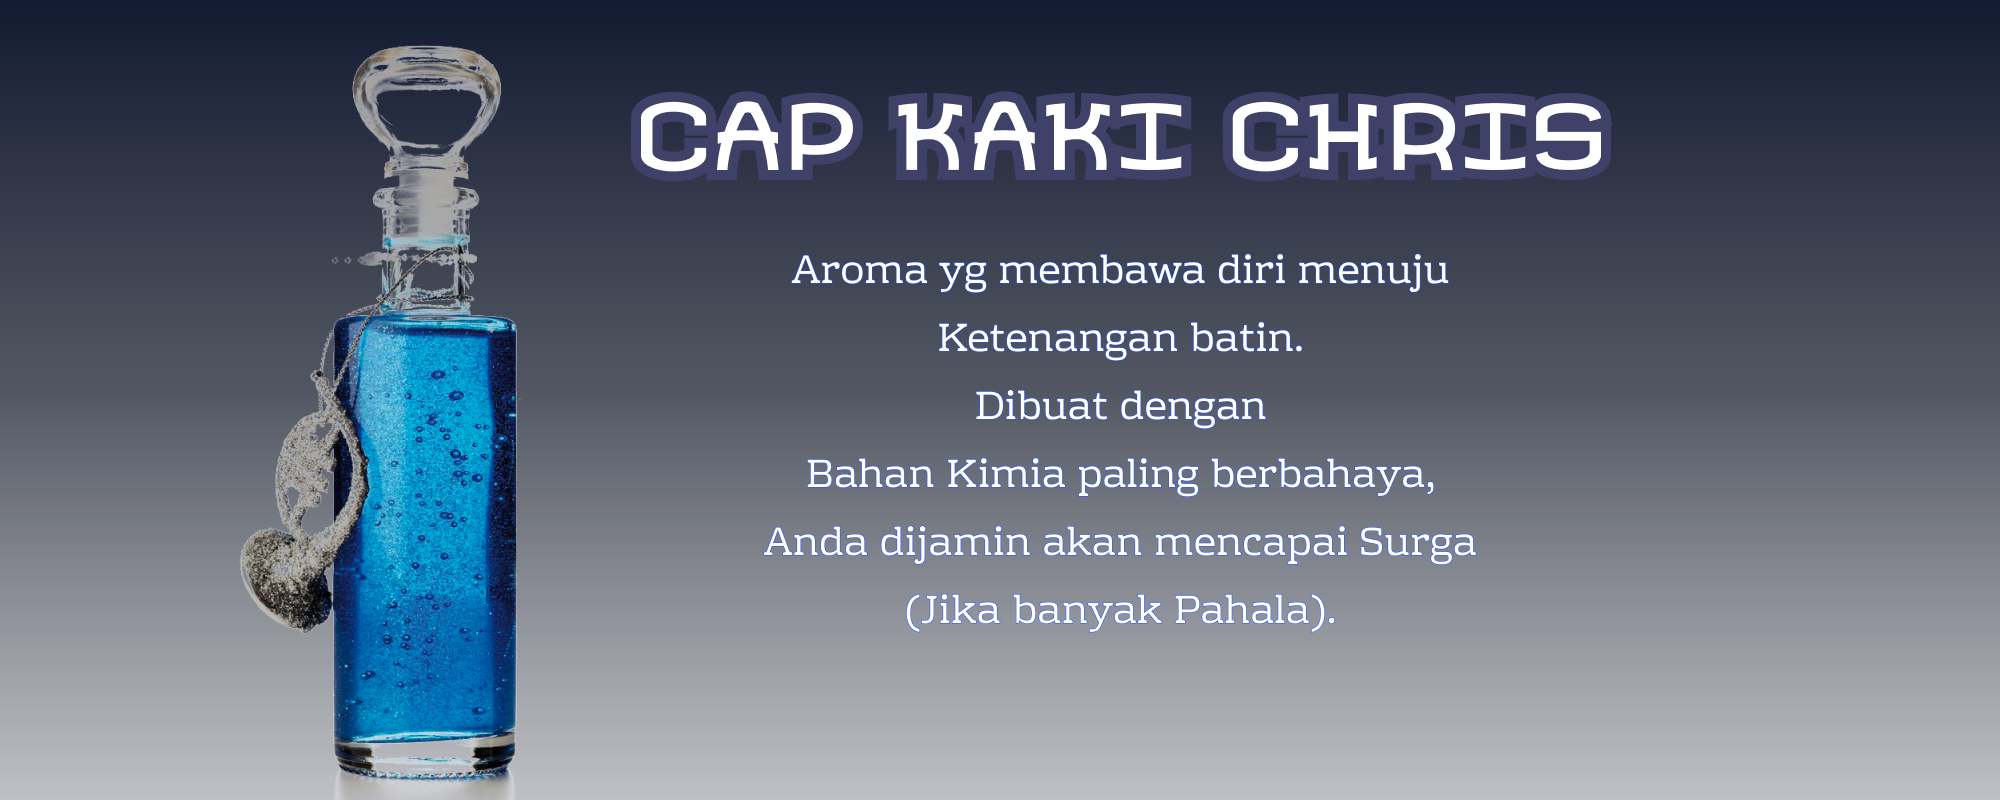 CAP KAKI CHRIS
Aroma yg membawa diri menuju
Ketenangan batin.
Dibuat dengan
Bahan Kimia paling berbahaya,
Anda dijamin akan mencapai Surga
(Jika banyak Pahala).